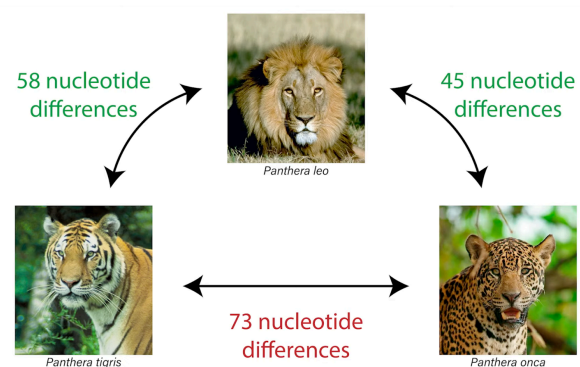 58 nucleotide
differences
45 nucleotide
differences
Panthera leo
Panthera tigris
73 nucleotide
differences
Panthera onca